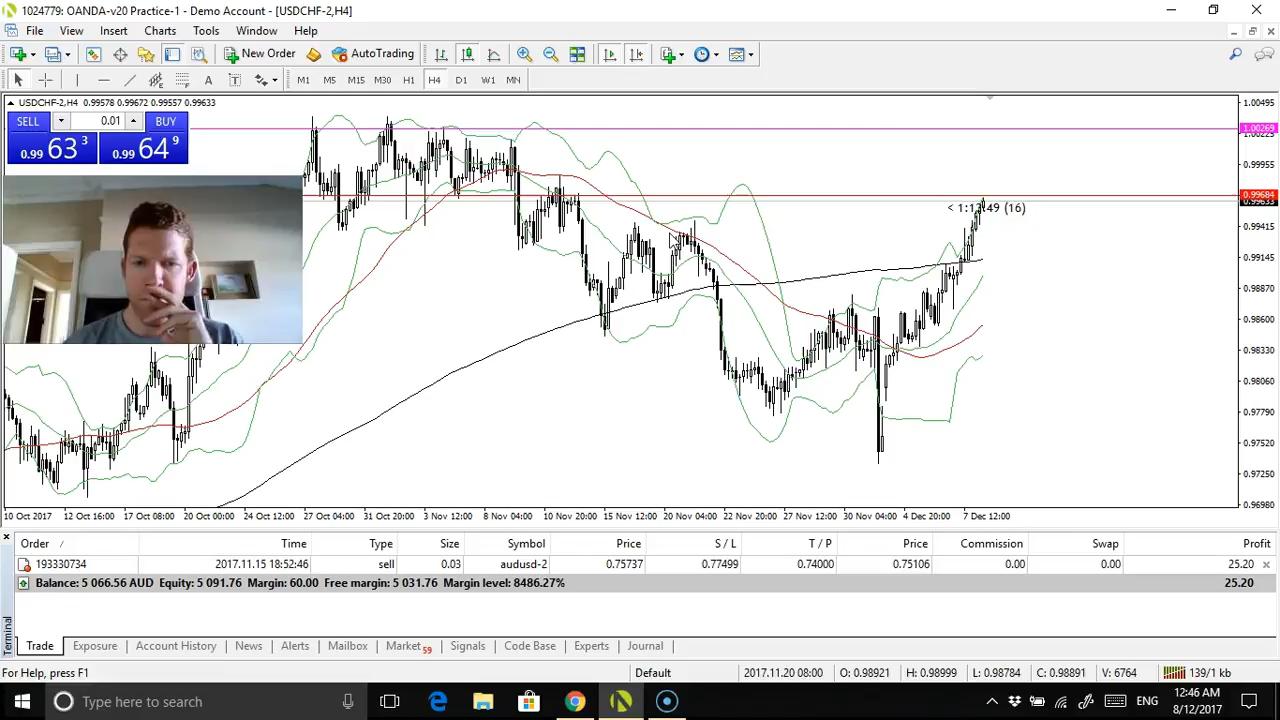 1024779: OANDA-v20 Practice-1 - Demo Account - [USDCHF-2,H4]
File View Insert Charts Tools Window Help
New Order AutoTrading
A T M1 M5 M15 M30 H1 H4 D1 W1 MN
USDCHF-2,H4 0.99578 0.99672 0.99557 0.99633
SELL 0.01 BUY
0.99 63 3 0.99 64 9
1.00495
1.00269
0.99955
0.99684
0.99633
< 1:13:49 (16)
0.99415
0.99145
0.98870
0.98600
0.98330
0.98060
0.97790
0.97520
0.97250
0.96980
10 Oct 2017 12 Oct 16:00 17 Oct 08:00 20 Oct 00:00 24 Oct 12:00 27 Oct 04:00 31 Oct 20:00 3 Nov 12:00 8 Nov 04:00 10 Nov 20:00 15 Nov 12:00 20 Nov 04:00 22 Nov 20:00 27 Nov 12:00 30 Nov 04:00 4 Dec 20:00 7 Dec 12:00
Order / Time Type Size Symbol Price S / L T / P Price Commission Swap Profit
193330734 2017.11.15 18:52:46 sell 0.03 audusd-2 0.75737 0.77499 0.74000 0.75106 0.00 0.00 25.20
Balance: 5 066.56 AUD Equity: 5 091.76 Margin: 60.00 Free margin: 5 031.76 Margin level: 8486.27% 25.20
Terminal
Trade Exposure Account History News Alerts Mailbox Market 59 Signals Code Base Experts Journal
For Help, press F1 Default 2017.11.20 08:00 O: 0.98921 H: 0.98999 L: 0.98784 C: 0.98891 V: 6764 139/1 kb
Type here to search ENG 12:46 AM
8/12/2017